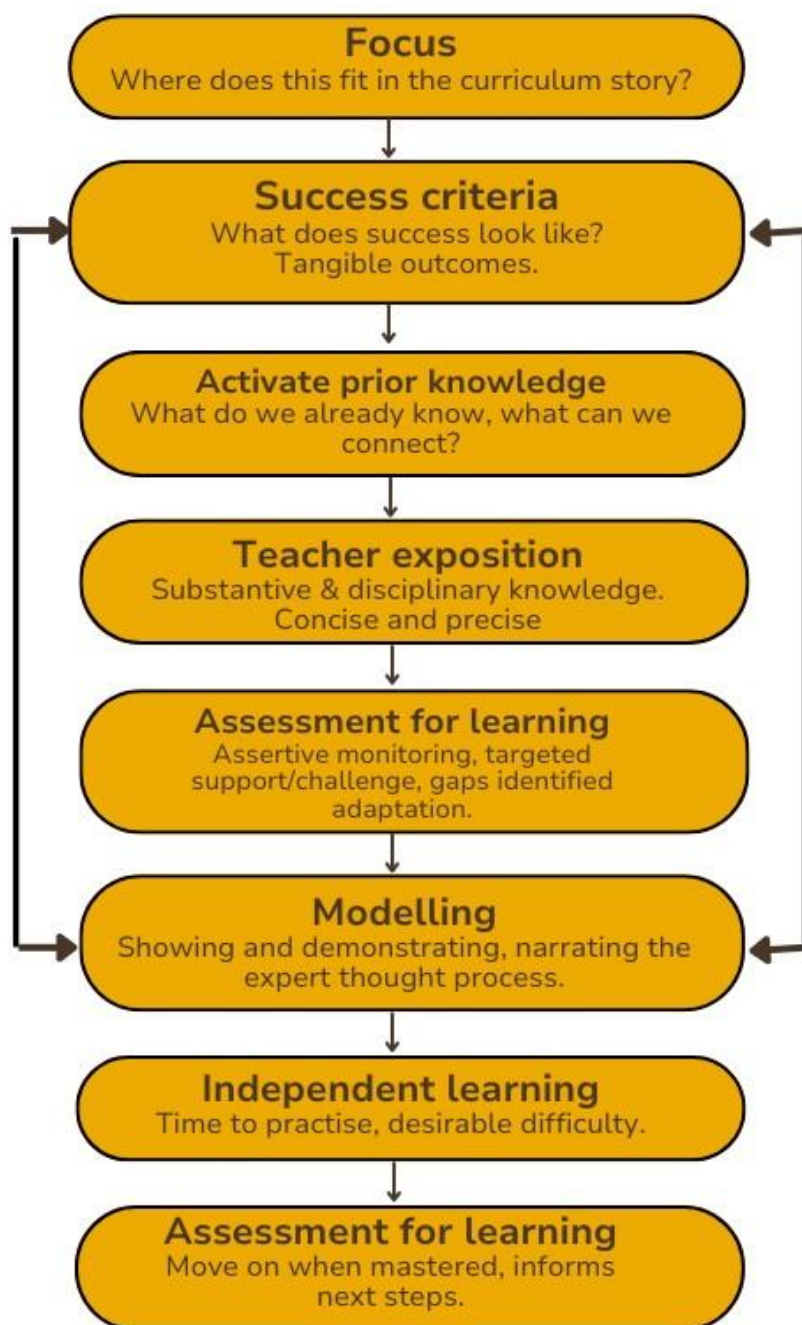 Focus
Where does this fit in the curriculum story?
Success criteria
What does success look like?
Tangible outcomes.
Activate prior knowledge
What do we already know, what can we
connect?
Teacher exposition
Substantive & disciplinary knowledge.
Concise and precise
Assessment for learning
Assertive monitoring, targeted
support/challenge, gaps identified
adaptation.
Modelling
Showing and demonstrating, narrating the
expert thought process.
Independent learning
Time to practise, desirable difficulty.
Assessment for learning
Move on when mastered, informs
next steps.